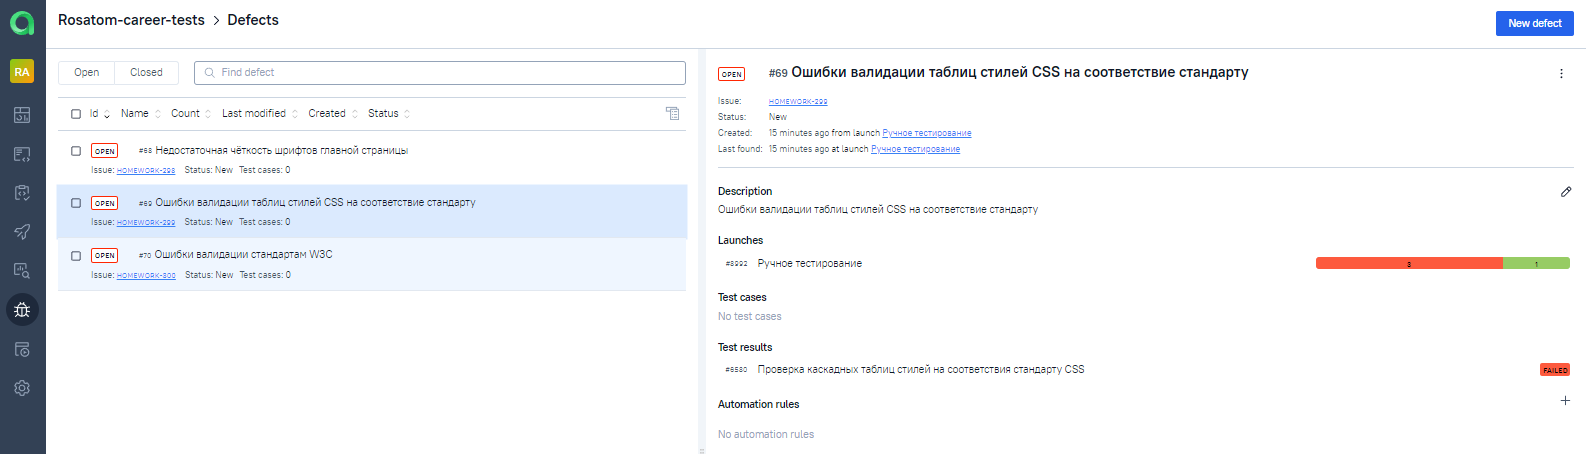 Rosatom-career-tests > Defects
New defect
RA
Open Closed Find defect
Id Name Count Last modified Created Status
OPEN #68 Недостаточная чёткость шрифтов главной страницы
Issue: HOMEWORK-298 Status: New Test cases: 0
OPEN #69 Ошибки валидации таблиц стилей CSS на соответствие стандарту
Issue: HOMEWORK-299 Status: New Test cases: 0
OPEN #70 Ошибки валидации стандартам W3C
Issue: HOMEWORK-300 Status: New Test cases: 0
OPEN #69 Ошибки валидации таблиц стилей CSS на соответствие стандарту
Issue: HOMEWORK-299
Status: New
Created: 15 minutes ago from launch Ручное тестирование
Last found: 15 minutes ago at launch Ручное тестирование
Description
Ошибки валидации таблиц стилей CSS на соответствие стандарту
Launches
#8992 Ручное тестирование 3 1
Test cases
No test cases
Test results
#6580 Проверка каскадных таблиц стилей на соответствия стандарту CSS FAILED
Automation rules
No automation rules